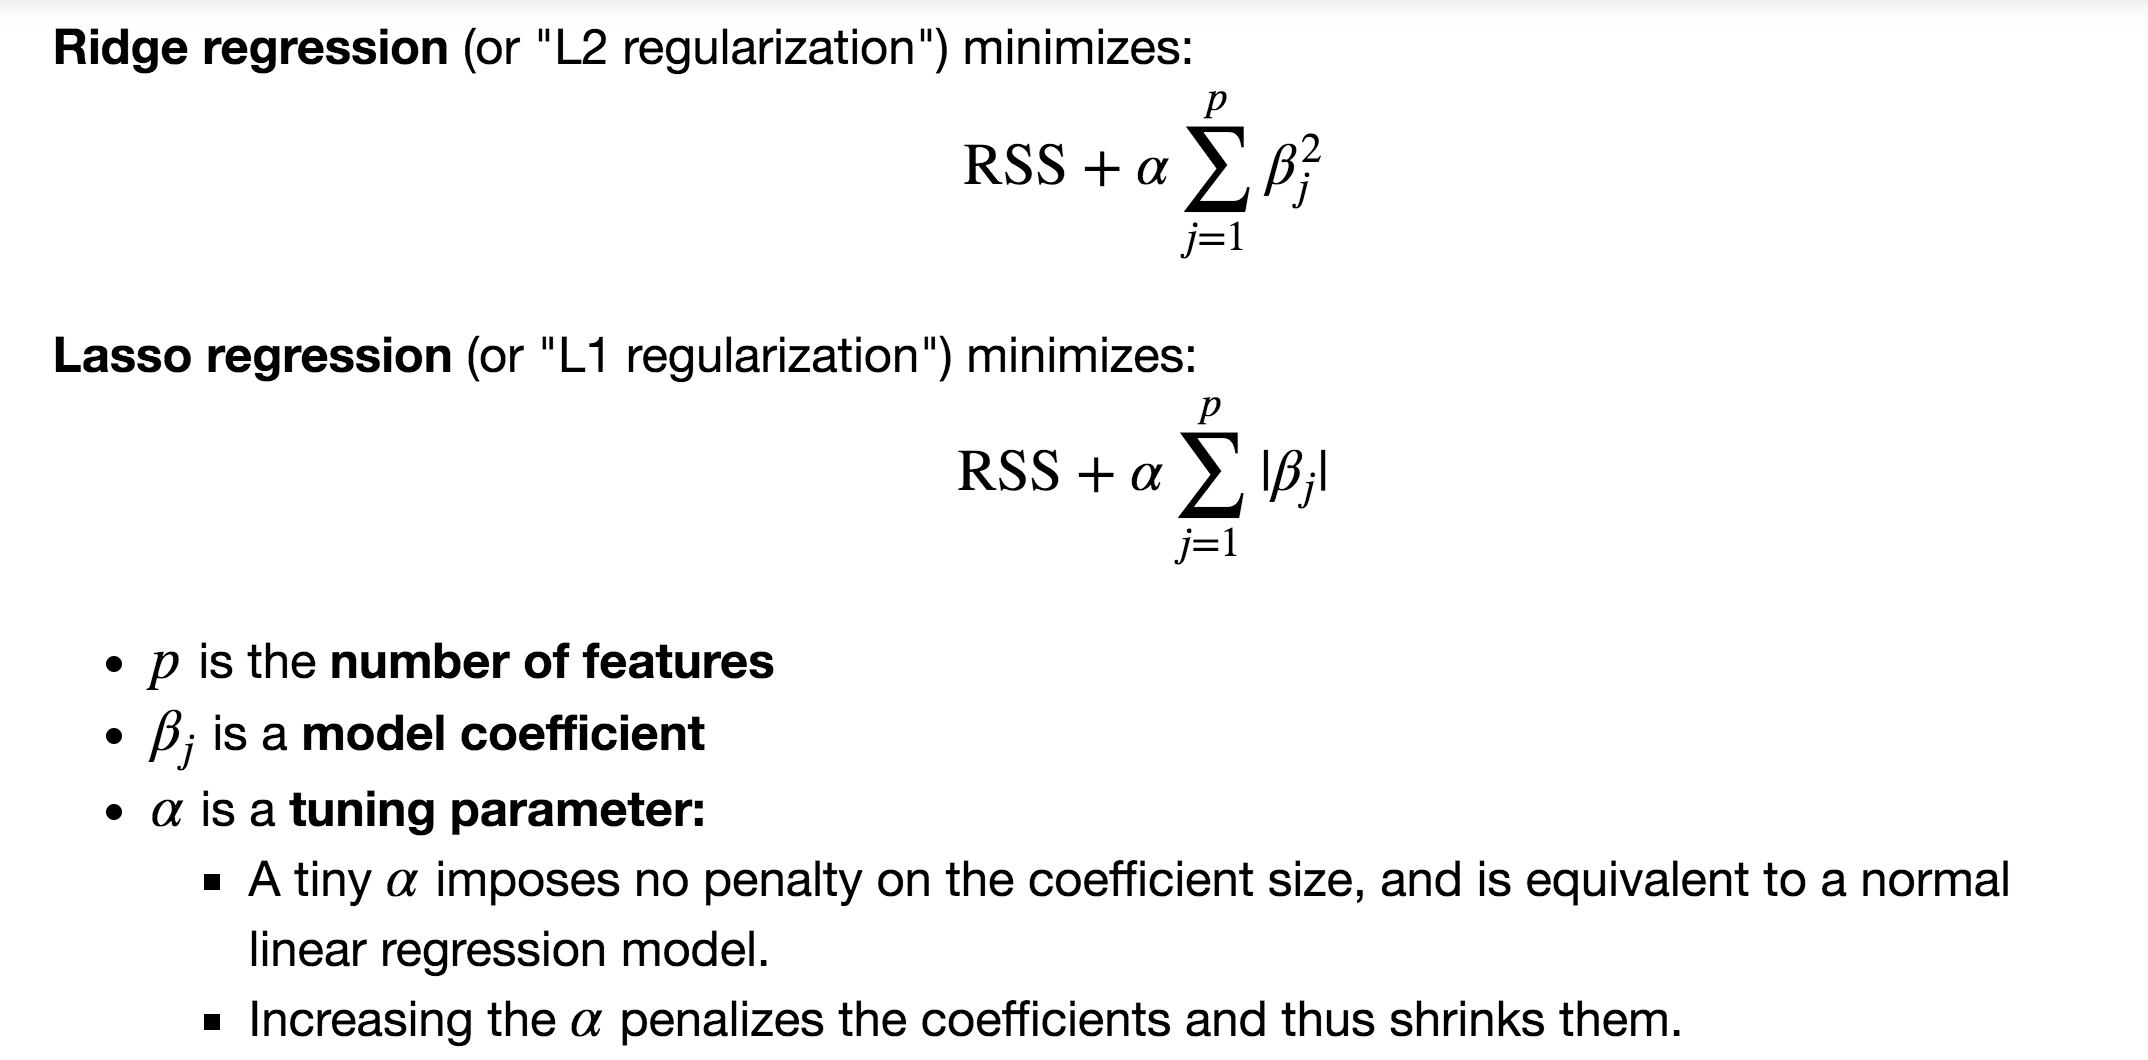 Ridge regression (or "L2 regularization") minimizes:
RSS + α ∑_{j=1}^{p} β_j^2
Lasso regression (or "L1 regularization") minimizes:
RSS + α ∑_{j=1}^{p} |β_j|
• p is the number of features
• β_j is a model coefficient
• α is a tuning parameter:
▪ A tiny α imposes no penalty on the coefficient size, and is equivalent to a normal
linear regression model.
▪ Increasing the α penalizes the coefficients and thus shrinks them.